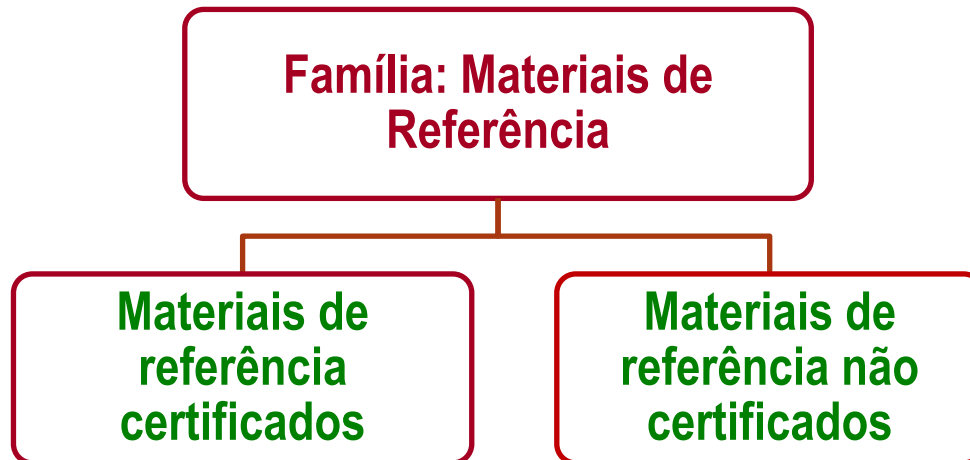 Família: Materiais de
Referência
Materiais de
referência
certificados
Materiais de
referência não
certificados